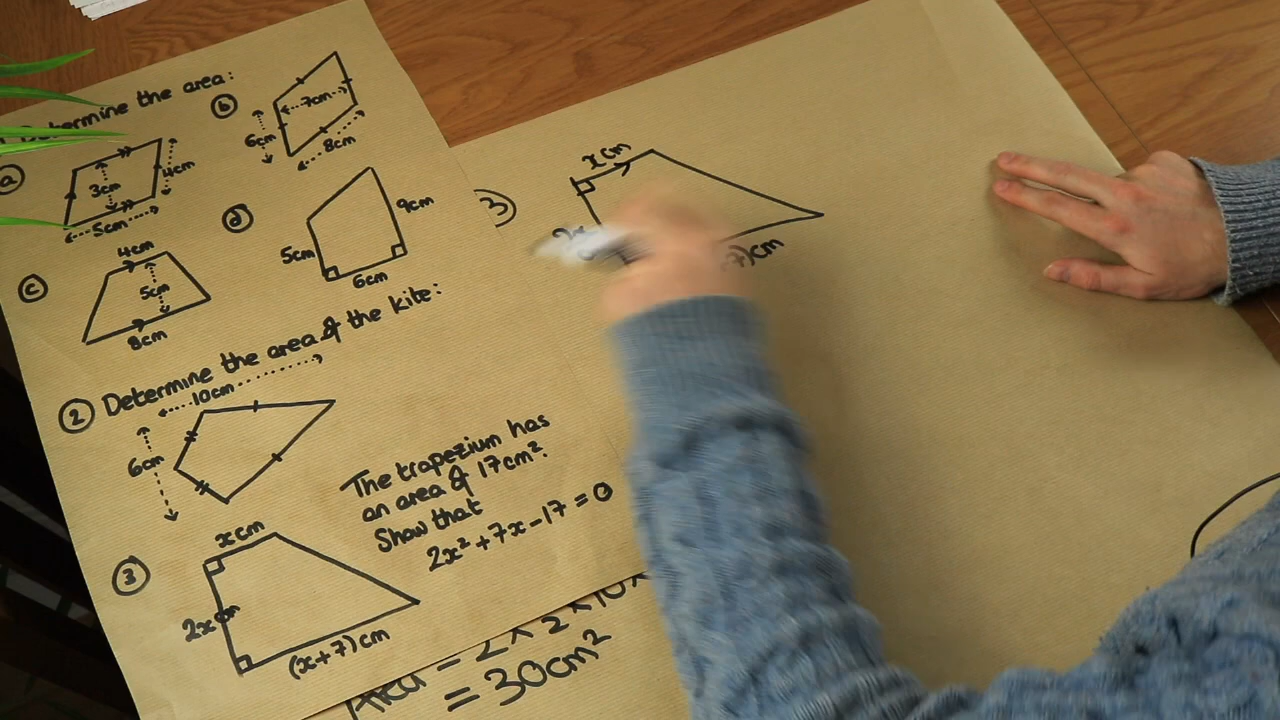 Determine the area:
a
3cm
4cm
5cm
b
7cm
6cm
8cm
c
4cm
5cm
8cm
d
9cm
5cm
6cm
2 Determine the area of the kite:
10cm
6cm
3
xcm
2x
(x+7)cm
The trapezium has
an area of 17cm².
Show that
2x²+7x-17=0
= 30cm²
3
xcm